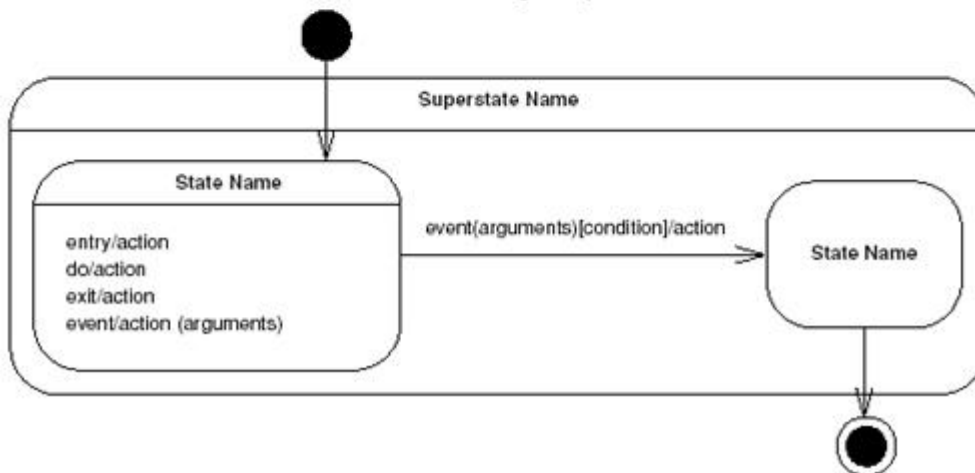 Superstate Name
State Name
entry/action
do/action
exit/action
event/action (arguments)
event(arguments)[condition]/action
State Name